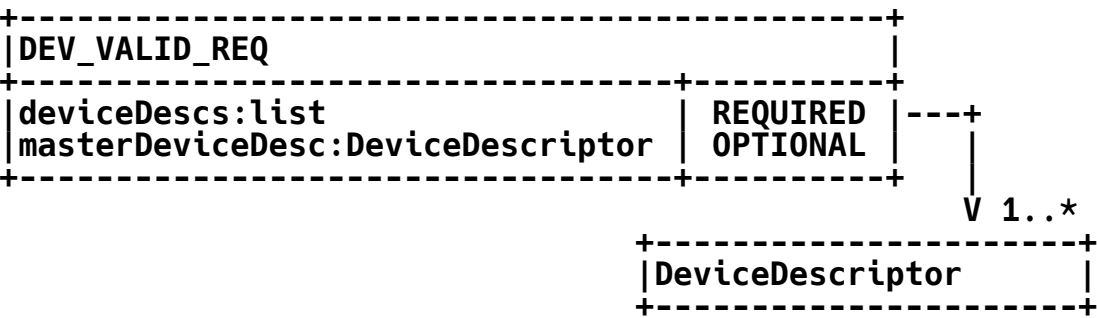 +------------------------------------------+
|DEV_VALID_REQ                             |
+--------------------------------+---------+
|deviceDescs:list                 | REQUIRED |---+
|masterDeviceDesc:DeviceDescriptor | OPTIONAL |   |
+--------------------------------+---------+   |
                                               V 1..*
                               +---------------------+
                               |DeviceDescriptor      |
                               +---------------------+